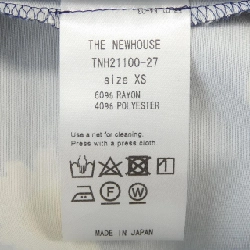 THE NEWHOUSE
TNH21100-27
size XS
60% RAYON
40% POLYESTER
Use a net for cleaning.
Press with a press cloth.
MADE IN JAPAN